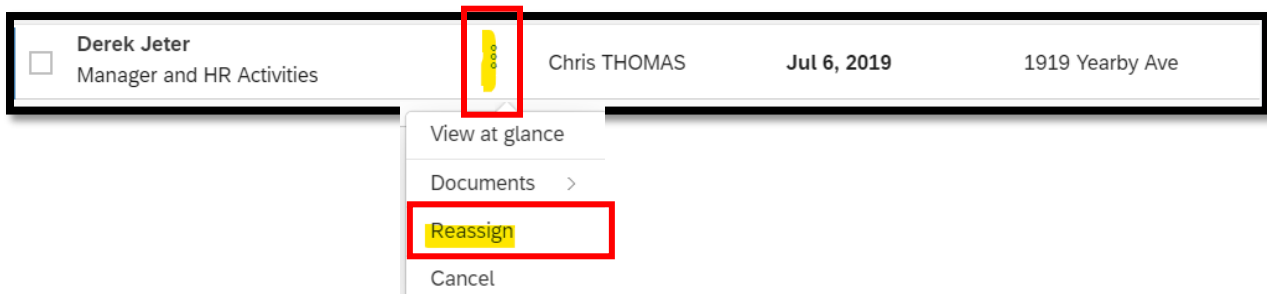 Derek Jeter
Manager and HR Activities
Chris THOMAS
Jul 6, 2019
1919 Yearby Ave
View at glance
Documents >
Reassign
Cancel